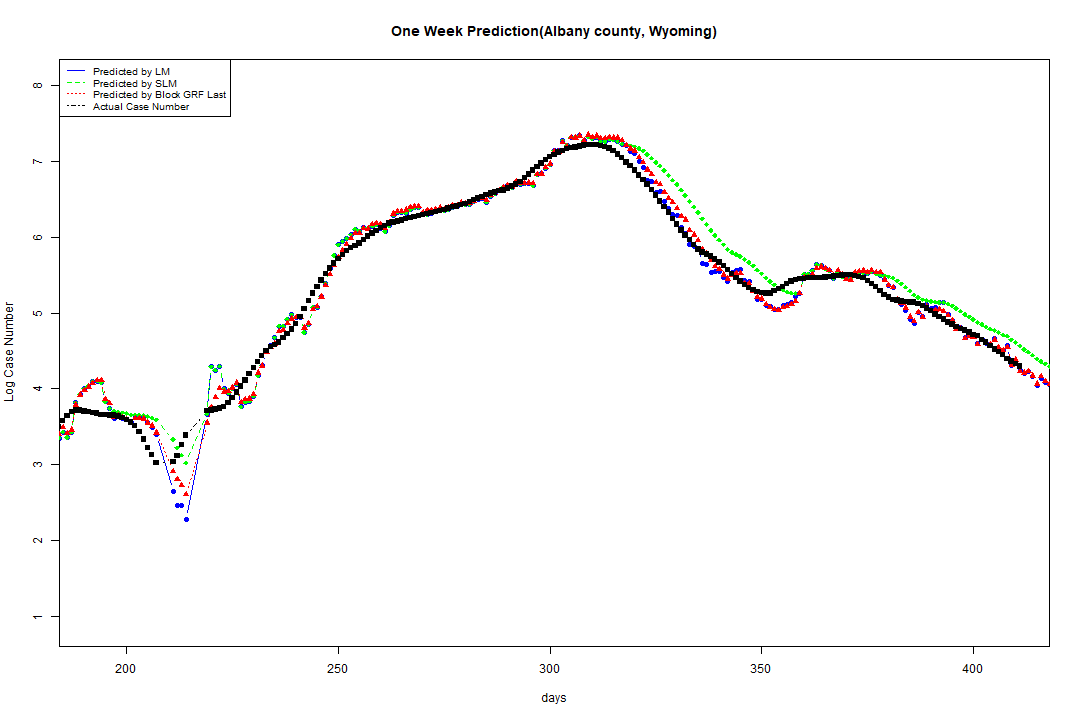 One Week Prediction(Albany county, Wyoming)
Predicted by LM
Predicted by SLM
Predicted by Block GRF Last
Actual Case Number
8
7
6
5
4
3
2
1
Log Case Number
200 250 300 350 400
days